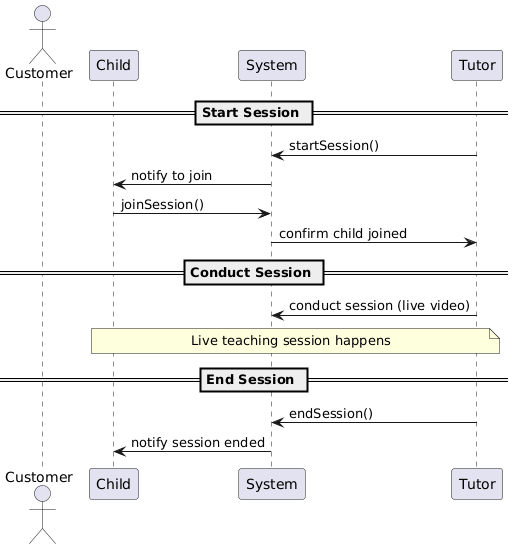 Customer
Child
System
Tutor
Start Session
startSession()
notify to join
joinSession()
confirm child joined
Conduct Session
conduct session (live video)
Live teaching session happens
End Session
endSession()
notify session ended
Customer
Child
System
Tutor